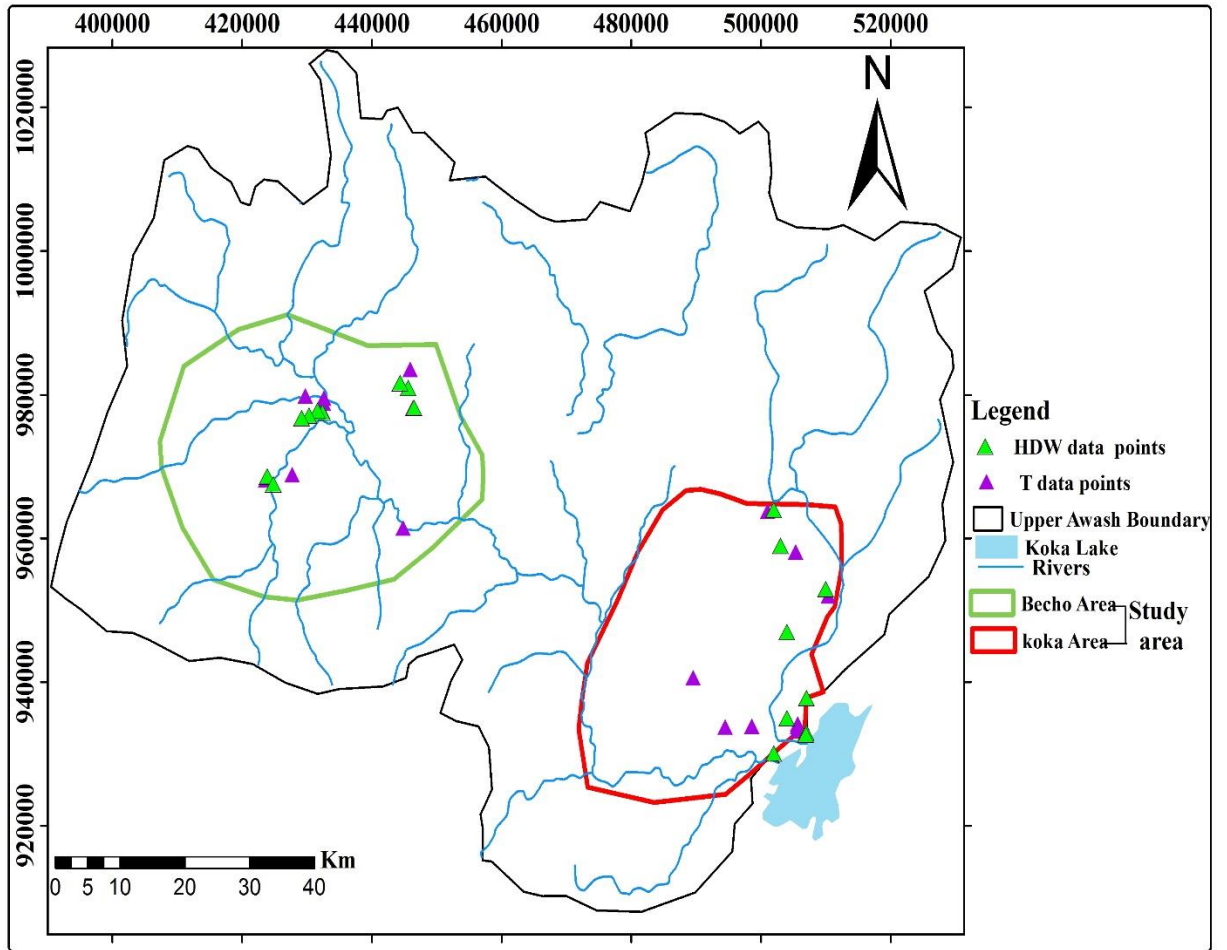 400000 420000 440000 460000 480000 500000 520000
1020000
1000000
980000
960000
940000
920000
N
Legend
HDW data points
T data points
Upper Awash Boundary
Koka Lake
Rivers
Becho Area
koka Area
Study
area
Km
0 5 10 20 30 40